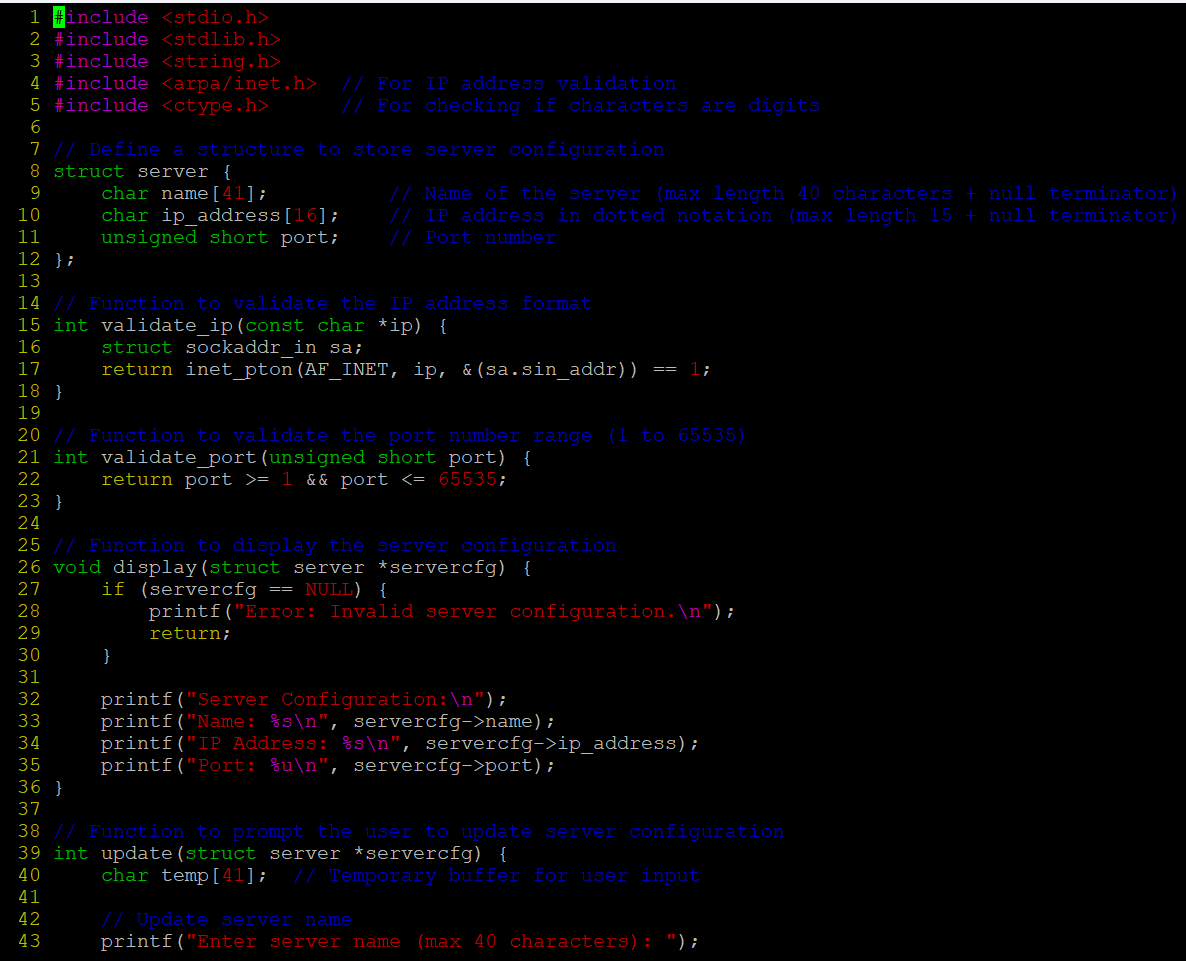 1 #include <stdio.h>
2 #include <stdlib.h>
3 #include <string.h>
4 #include <arpa/inet.h>  // For IP address validation
5 #include <ctype.h>      // For checking if characters are digits
6
7 // Define a structure to store server configuration
8 struct server {
9     char name[41];          // Name of the server (max length 40 characters + null terminator)
10     char ip_address[16];    // IP address in dotted notation (max length 15 + null terminator)
11     unsigned short port;    // Port number
12 };
13
14 // Function to validate the IP address format
15 int validate_ip(const char *ip) {
16     struct sockaddr_in sa;
17     return inet_pton(AF_INET, ip, &(sa.sin_addr)) == 1;
18 }
19
20 // Function to validate the port number range (1 to 65535)
21 int validate_port(unsigned short port) {
22     return port >= 1 && port <= 65535;
23 }
24
25 // Function to display the server configuration
26 void display(struct server *servercfg) {
27     if (servercfg == NULL) {
28         printf("Error: Invalid server configuration.\n");
29         return;
30     }
31
32     printf("Server Configuration:\n");
33     printf("Name: %s\n", servercfg->name);
34     printf("IP Address: %s\n", servercfg->ip_address);
35     printf("Port: %u\n", servercfg->port);
36 }
37
38 // Function to prompt the user to update server configuration
39 int update(struct server *servercfg) {
40     char temp[41];  // Temporary buffer for user input
41
42     // Update server name
43     printf("Enter server name (max 40 characters): ");